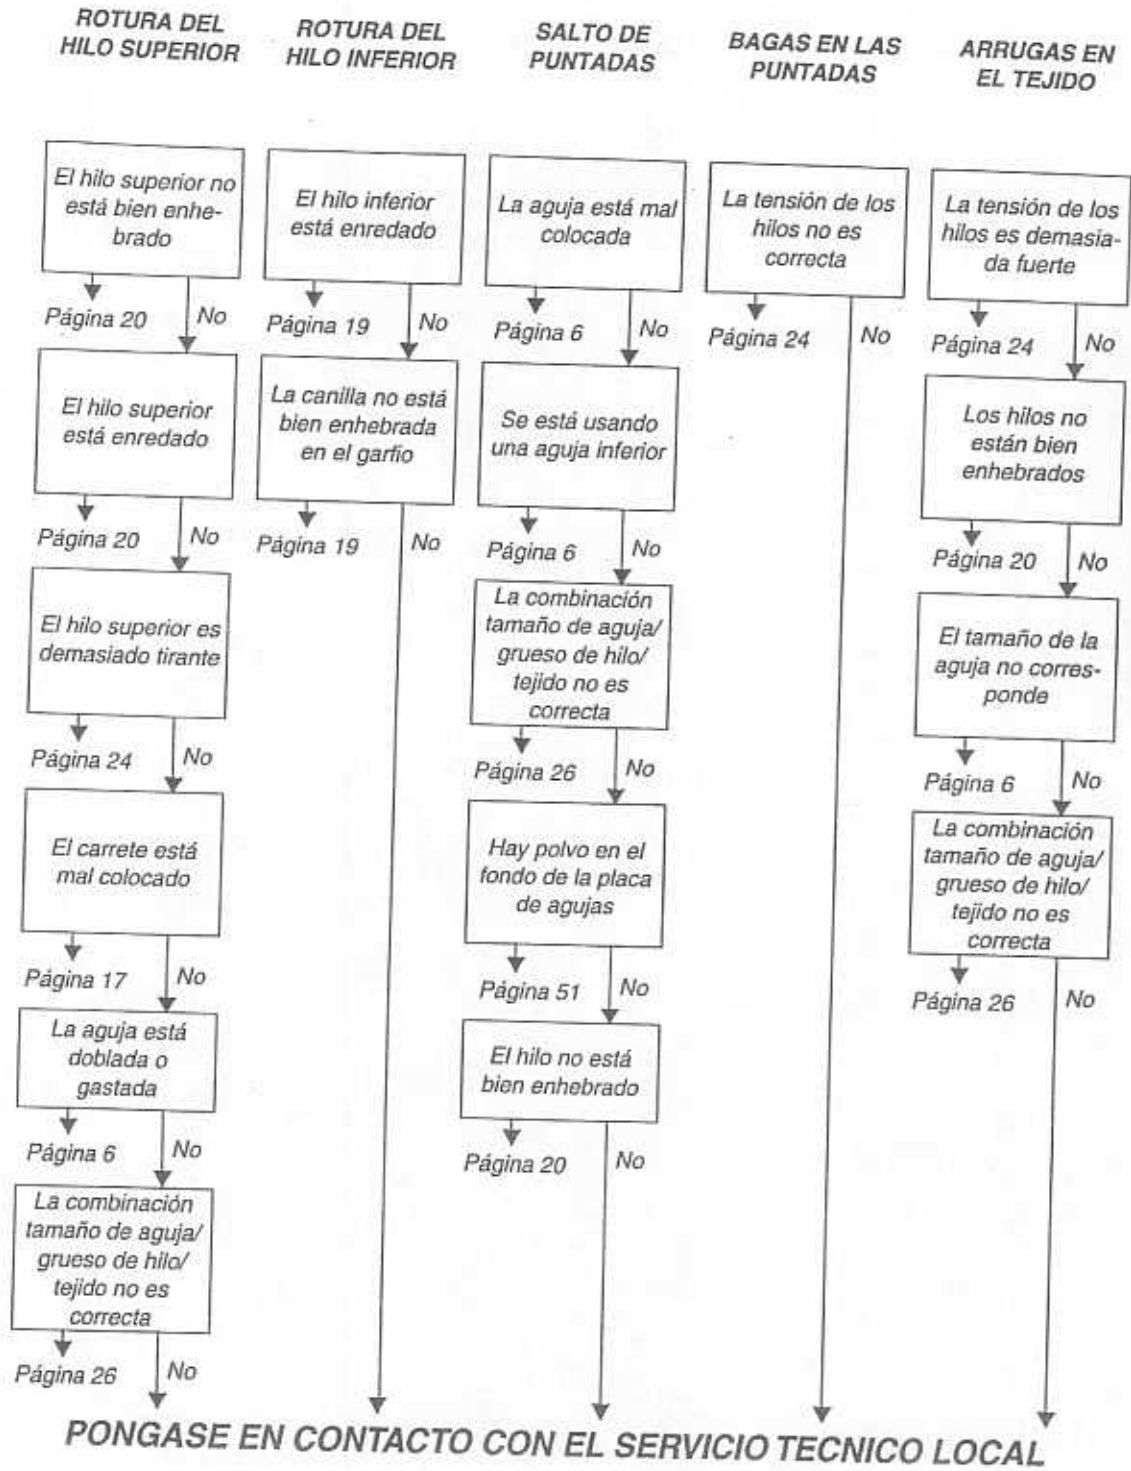 ROTURA DEL
HILO SUPERIOR
El hilo superior no
está bien enhe-
brado
Página 20
No
El hilo superior
está enredado
Página 20
No
El hilo superior es
demasiado tirante
Página 24
No
El carrete está
mal colocado
Página 17
No
La aguja está
doblada o
gastada
Página 6
No
La combinación
tamaño de aguja/
grueso de hilo/
tejido no es
correcta
Página 26
No
ROTURA DEL
HILO INFERIOR
El hilo inferior
está enredado
Página 19
No
La canilla no está
bien enhebrada
en el garfio
Página 19
No
SALTO DE
PUNTADAS
La aguja está mal
colocada
Página 6
No
Se está usando
una aguja inferior
Página 6
No
La combinación
tamaño de aguja/
grueso de hilo/
tejido no es
correcta
Página 26
No
Hay polvo en el
fondo de la placa
de agujas
Página 51
No
El hilo no está
bien enhebrado
Página 20
No
BAGAS EN LAS
PUNTADAS
La tensión de los
hilos no es
correcta
Página 24
No
ARRUGAS EN
EL TEJIDO
La tensión de los
hilos es demasia-
da fuerte
Página 24
No
Los hilos no
están bien
enhebrados
Página 20
No
El tamaño de la
aguja no corres-
ponde
Página 6
No
La combinación
tamaño de aguja/
grueso de hilo/
tejido no es
correcta
Página 26
No
PONGASE EN CONTACTO CON EL SERVICIO TECNICO LOCAL